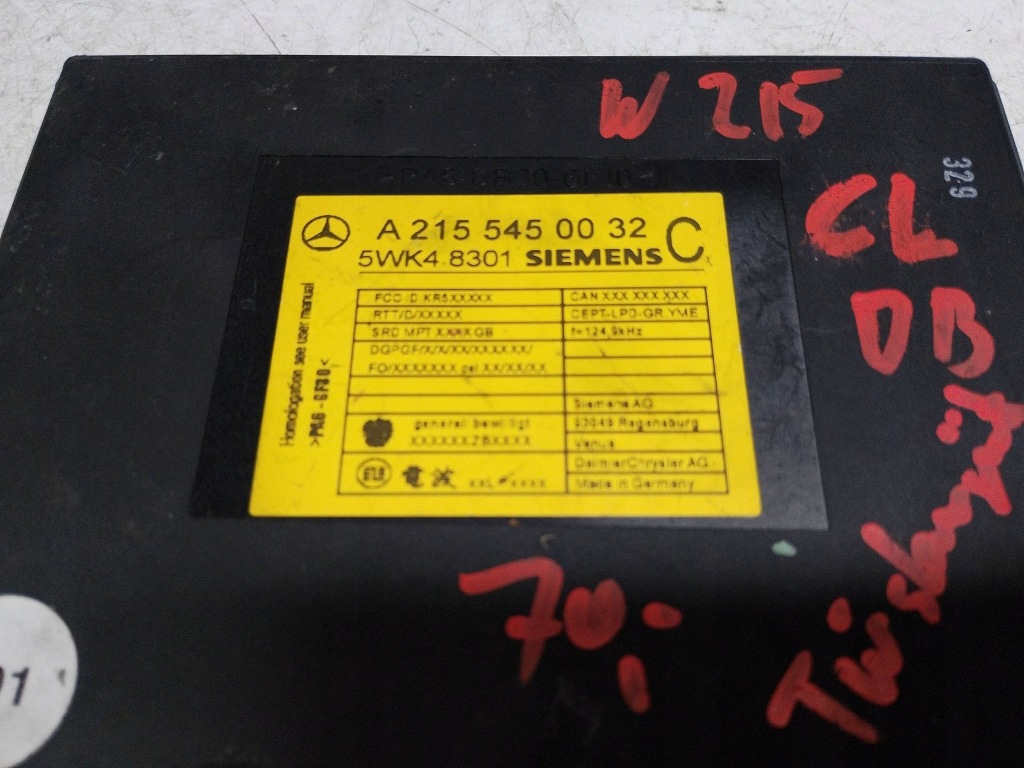 W 215
329
CL
DB
A 215 545 00 32
C
5WK4 8301 SIEMENS
FCC ID KR5XXXXX
CAN XXX XXX XXX
RTT/D/XXXXX
CEPT-LPD-GR YME
SRD MPT XXXX GB
f=124,9kHz
DGPGF/X/X/XX/XXXXXX/
FO/XXXXXXX gel XX/XX/XX
Siemens AG
generell bewilligt
93049 Regensburg
XXXXXXZBXXXX
Venus
DaimlerChrysler AG
電波
Made in Germany
Homologation see user manual
>PA6-GF30<
70,-